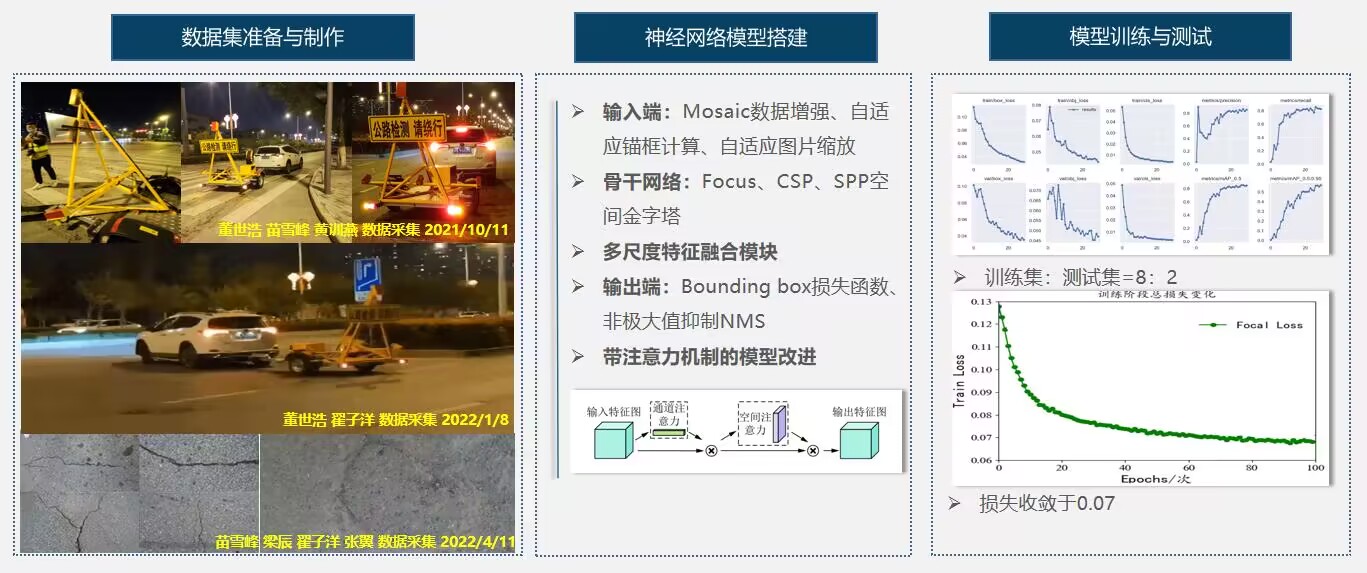 数据集准备与制作
公路检测 请绕行
公路检测 请绕行
董世浩 苗雪峰 黄训燕 数据采集 2021/10/11
董世浩 翟子洋 数据采集 2022/1/8
苗雪峰 梁辰 翟子洋 张翼 数据采集 2022/4/11
神经网络模型搭建
➢ 输入端：Mosaic数据增强、自适
应锚框计算、自适应图片缩放
➢ 骨干网络：Focus、CSP、SPP空
间金字塔
➢ 多尺度特征融合模块
➢ 输出端：Bounding box损失函数、
非极大值抑制NMS
➢ 带注意力机制的模型改进
输入特征图
通道注
意力
空间注
意力
输出特征图
模型训练与测试
train/box_loss train/obj_loss train/cls_loss metrics/precision metrics/recall
results
val/box_loss val/obj_loss val/cls_loss metrics/mAP_0.5 metrics/mAP_0.5:0.95
➢ 训练集：测试集=8：2
训练阶段总损失变化
Focal Loss
Train Loss
0.13
0.12
0.11
0.10
0.09
0.08
0.07
0.06
0 20 40 60 80 100
Epochs/次
➢ 损失收敛于0.07